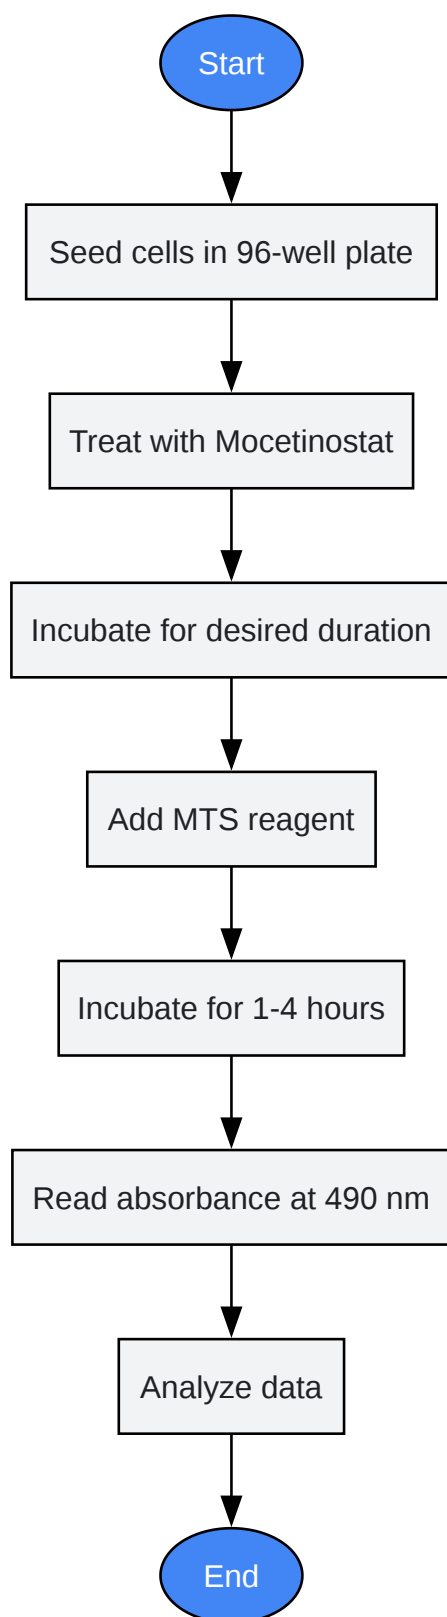 Start
Seed cells in 96-well plate
Treat with Mocetinostat
Incubate for desired duration
Add MTS reagent
Incubate for 1-4 hours
Read absorbance at 490 nm
Analyze data
End